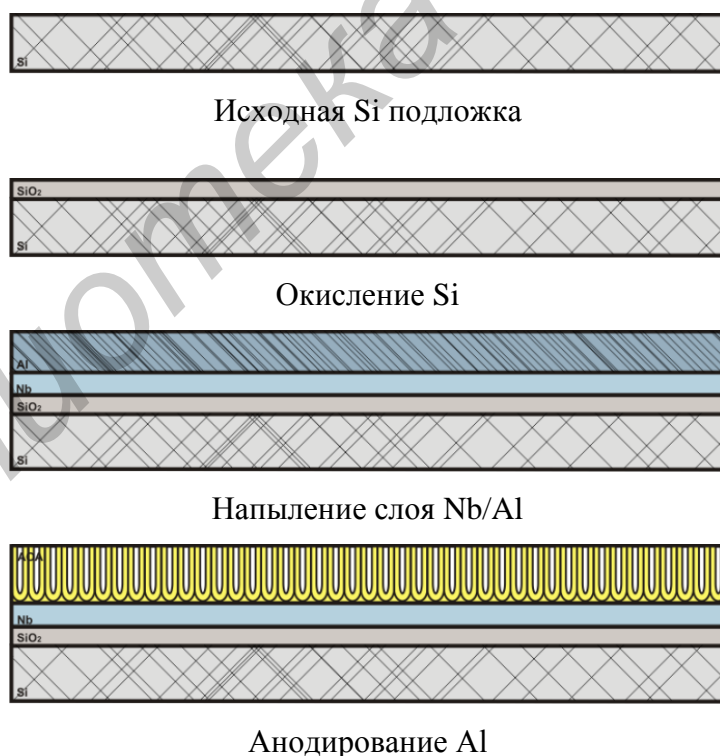 Si
Исходная Si подложка
SiO₂
Si
Окисление Si
Al
Nb
SiO₂
Si
Напыление слоя Nb/Al
АОА
Nb
SiO₂
Si
Анодирование Al